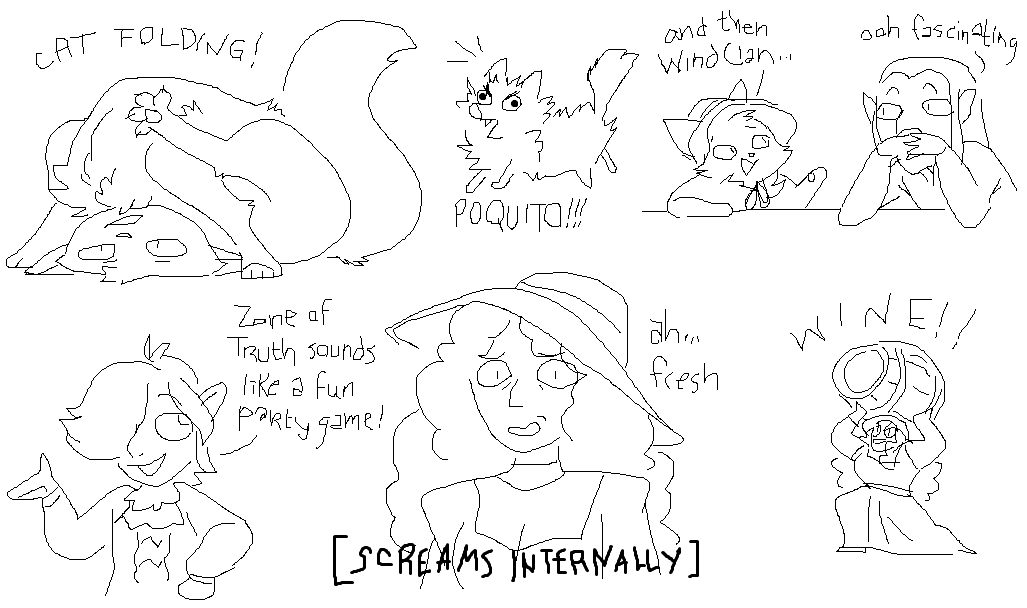 CAT FOLDING!
POQUITO!!!
and then
WindClan...
ooh fascinating
Zone of
Truth sounds
like a fun
party game!
ah...
fresh
[SCREAMS INTERNALLY]
WINE!!